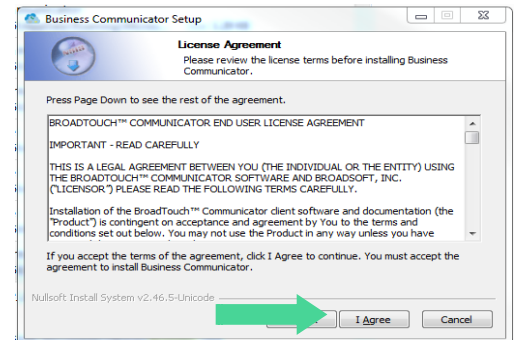 Business Communicator Setup
License Agreement
Please review the license terms before installing Business
Communicator.
Press Page Down to see the rest of the agreement.
BROADTOUCH™ COMMUNICATOR END USER LICENSE AGREEMENT
IMPORTANT - READ CAREFULLY
THIS IS A LEGAL AGREEMENT BETWEEN YOU (THE INDIVIDUAL OR THE ENTITY) USING
THE BROADTOUCH™ COMMUNICATOR SOFTWARE AND BROADSOFT, INC.
("LICENSOR") PLEASE READ THE FOLLOWING TERMS CAREFULLY.
Installation of the BroadTouch™ Communicator client software and documentation (the
"Product") is contingent on acceptance and agreement by You to the terms and
conditions set out below. You may not use the Product in any way unless you have
If you accept the terms of the agreement, click I Agree to continue. You must accept the
agreement to install Business Communicator.
Nullsoft Install System v2.46.5-Unicode
I Agree
Cancel